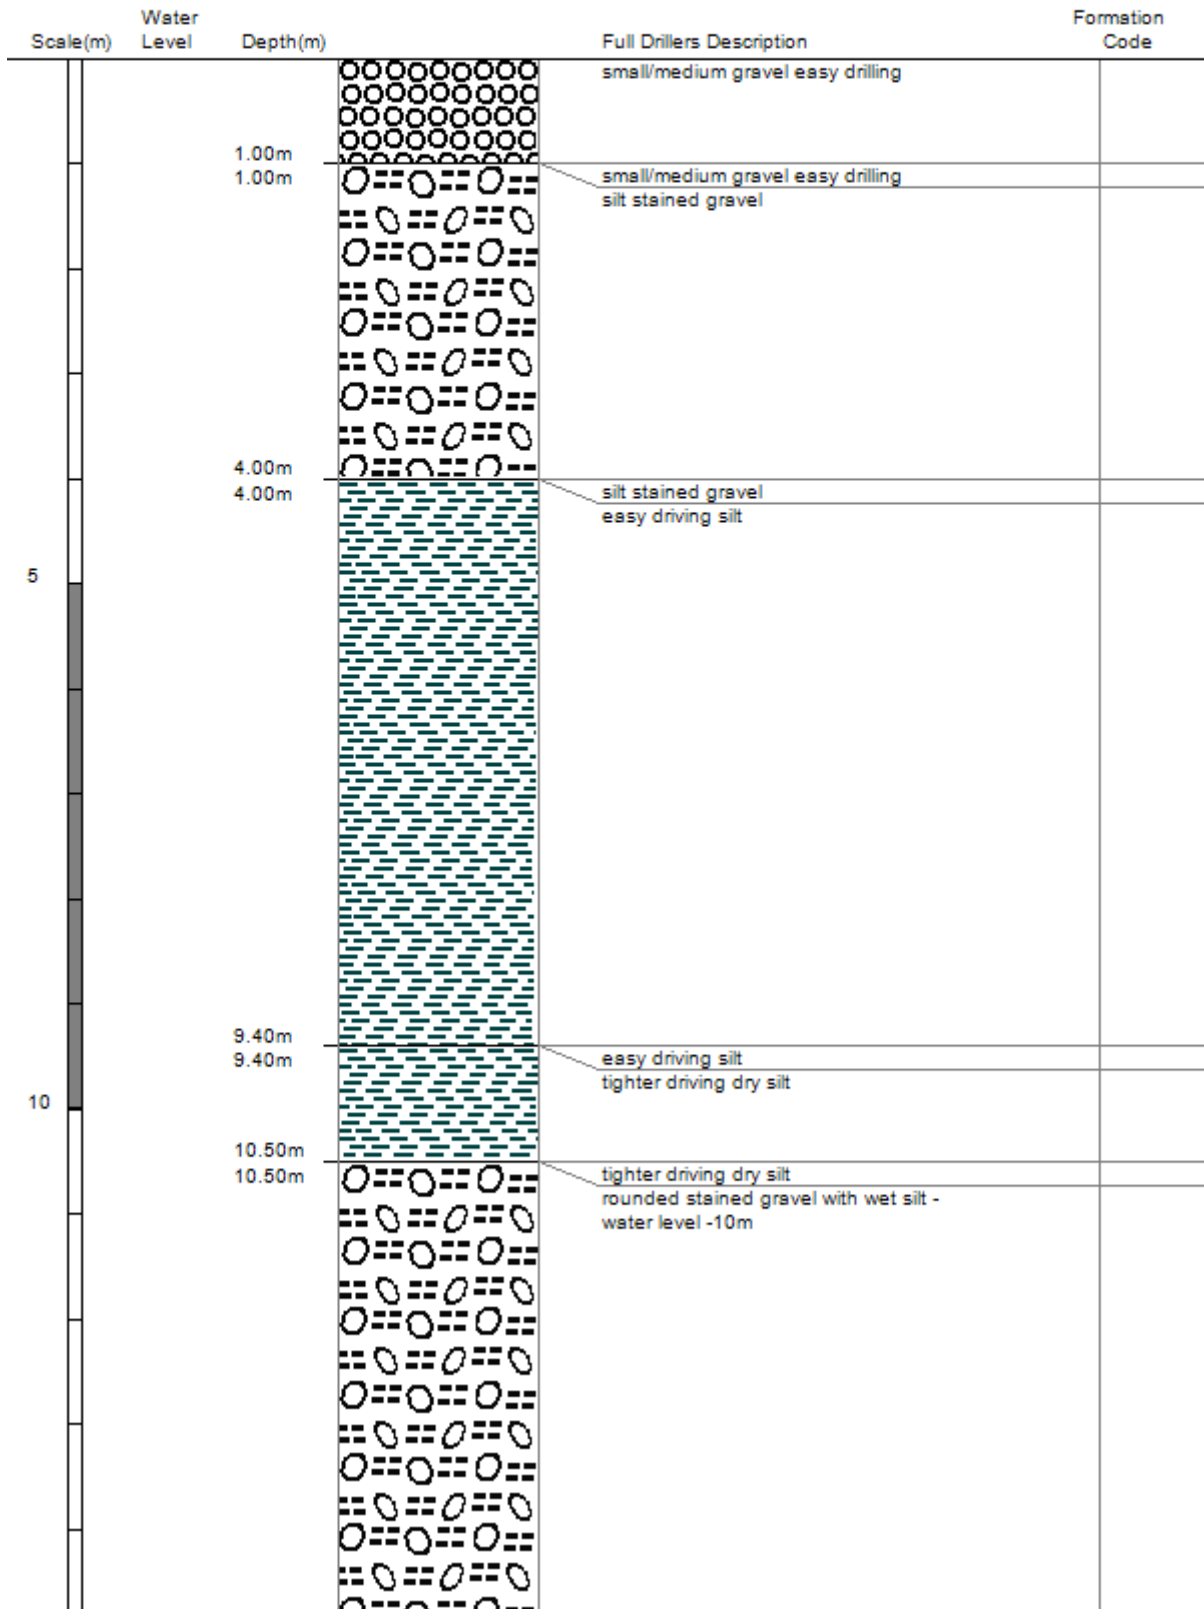 Water
Formation
Scale(m) Level Depth(m) Full Drillers Description Code
small/medium gravel easy drilling
1.00m
1.00m small/medium gravel easy drilling
silt stained gravel
4.00m
4.00m silt stained gravel
easy driving silt
5
9.40m
9.40m easy driving silt
tighter driving dry silt
10
10.50m
10.50m tighter driving dry silt
rounded stained gravel with wet silt -
water level -10m